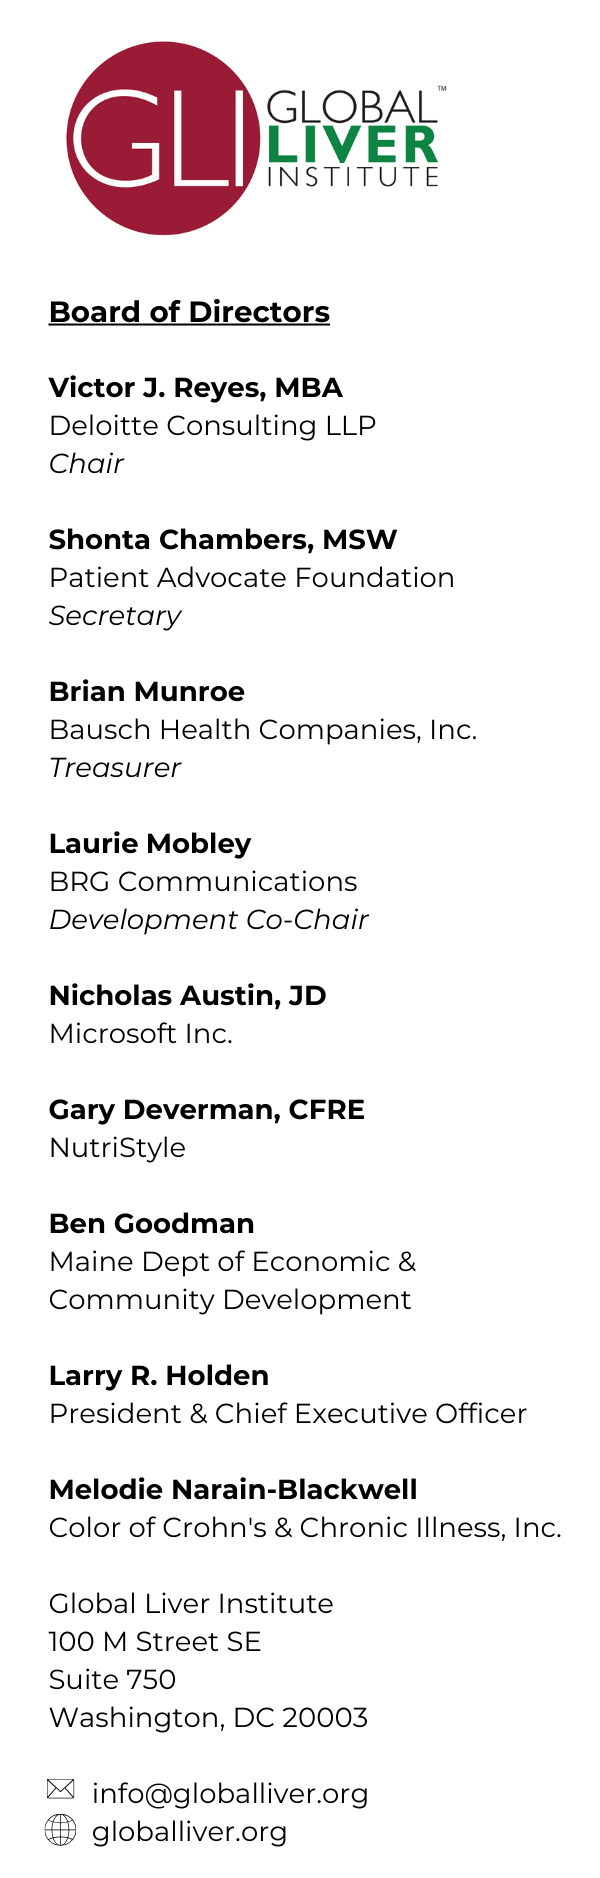 GLI
GLOBAL™
LIVER
INSTITUTE
Board of Directors
Victor J. Reyes, MBA
Deloitte Consulting LLP
Chair
Shonta Chambers, MSW
Patient Advocate Foundation
Secretary
Brian Munroe
Bausch Health Companies, Inc.
Treasurer
Laurie Mobley
BRG Communications
Development Co-Chair
Nicholas Austin, JD
Microsoft Inc.
Gary Deverman, CFRE
NutriStyle
Ben Goodman
Maine Dept of Economic &
Community Development
Larry R. Holden
President & Chief Executive Officer
Melodie Narain-Blackwell
Color of Crohn's & Chronic Illness, Inc.
Global Liver Institute
100 M Street SE
Suite 750
Washington, DC 20003
info@globalliver.org
globalliver.org